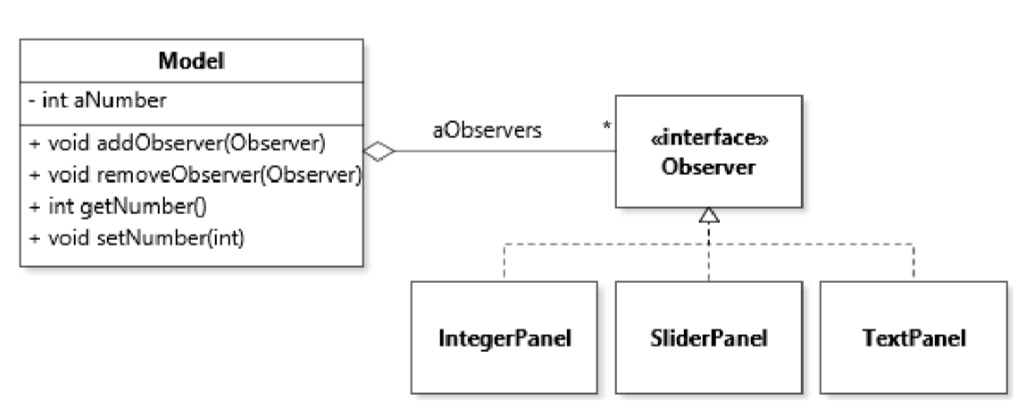 Model
- int aNumber
+ void addObserver(Observer)
+ void removeObserver(Observer)
+ int getNumber()
+ void setNumber(int)
aObservers
*
«interface»
Observer
IntegerPanel
SliderPanel
TextPanel